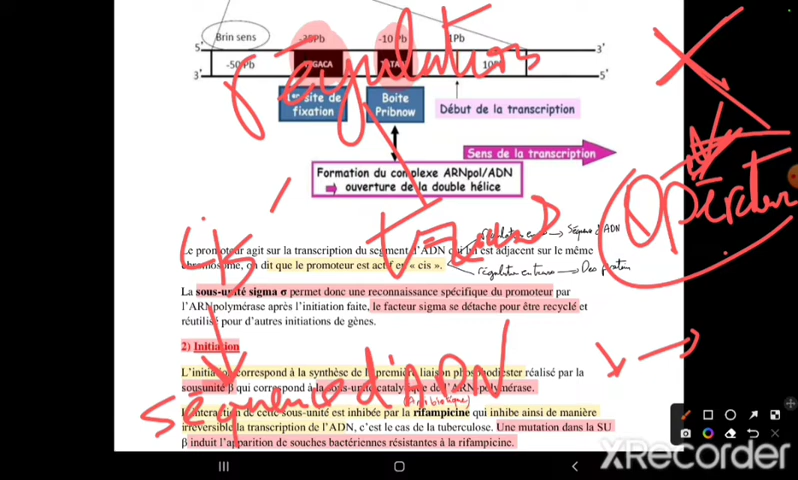 Brin sens
-35Pb
-10 Pb
1Pb
5'
3'
-50 Pb
3'
5'
1er site de
fixation
Boite
Pribnow
Début de la transcription
Sens de la transcription
Formation du complexe ARNpol/ADN
ouverture de la double hélice
régulation
cis
trans
Opérateur
séquence d'ADN
Le promoteur agit sur la transcription du segment d'ADN qui lui est adjacent sur le même
chromosome, on dit que le promoteur est actif en « cis ».
régulation en cis → Séquence d'ADN
régulation en trans → Des protéines
La sous-unité sigma σ permet donc une reconnaissance spécifique du promoteur par
l'ARNpolymérase après l'initiation faite, le facteur sigma se détache pour être recyclé et
réutilisé pour d'autres initiations de gènes.
2) Initiation
L'initiation correspond à la synthèse de la première liaison phosphodiester réalisé par la
sousunité β qui correspond à la sous-unité catalytique de l'ARN polymérase.
(antibiotique)
L'interaction de cette sous-unité est inhibée par la rifampicine qui inhibe ainsi de manière
irréversible la transcription de l'ADN, c'est le cas de la tuberculose. Une mutation dans la SU
β induit l'apparition de souches bactériennes résistantes à la rifampicine.
XRecorder